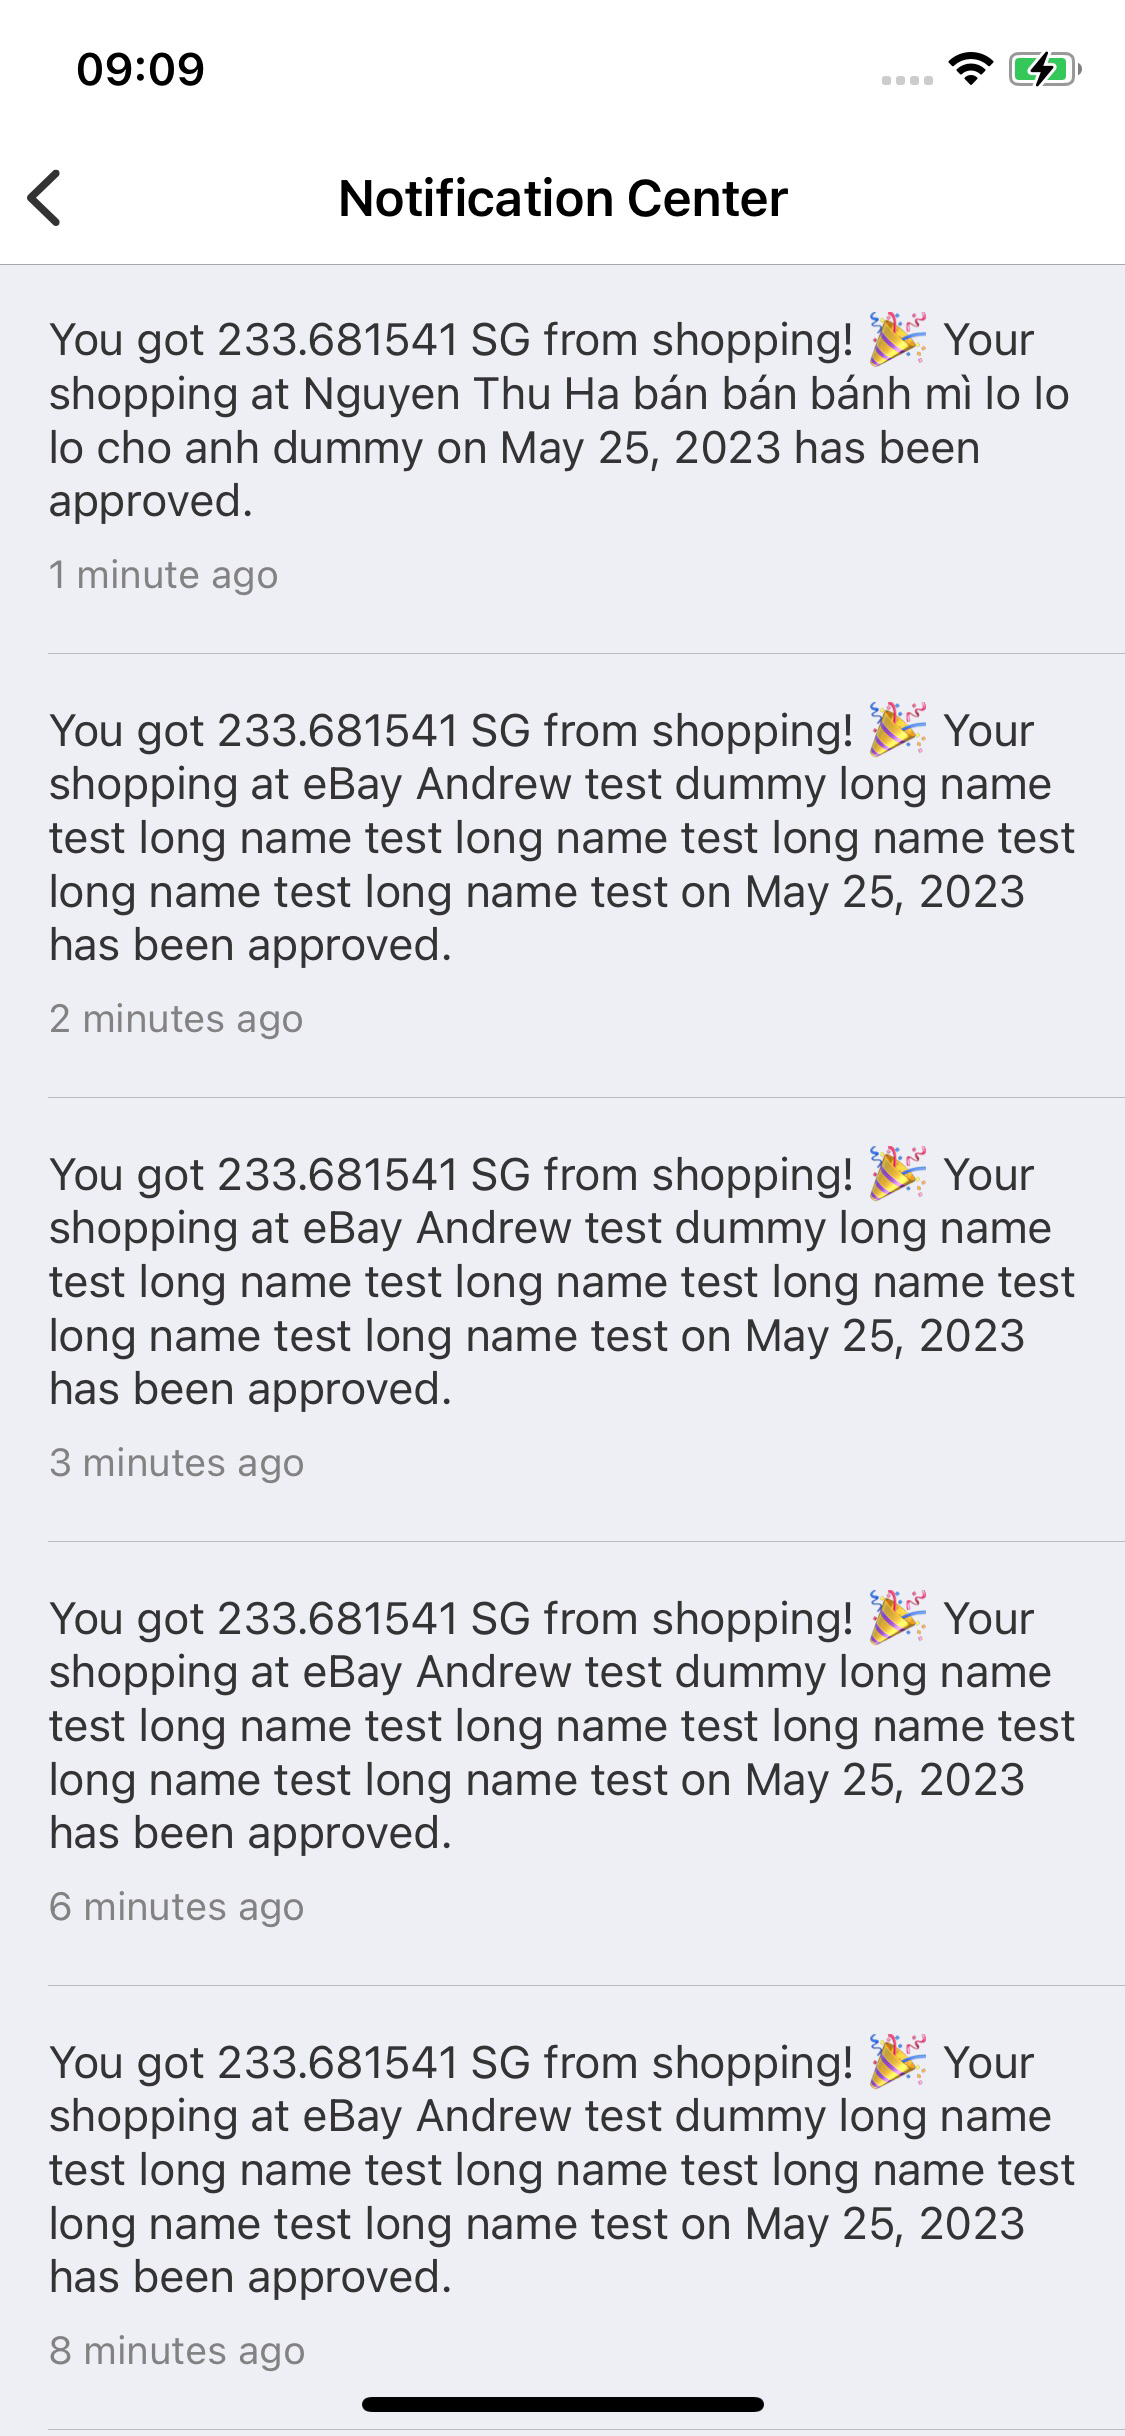 09:09
Notification Center
You got 233.681541 SG from shopping! 🎉 Your
shopping at Nguyen Thu Ha bán bán bánh mì lo lo
lo cho anh dummy on May 25, 2023 has been
approved.
1 minute ago
You got 233.681541 SG from shopping! 🎉 Your
shopping at eBay Andrew test dummy long name
test long name test long name test long name test
long name test long name test on May 25, 2023
has been approved.
2 minutes ago
You got 233.681541 SG from shopping! 🎉 Your
shopping at eBay Andrew test dummy long name
test long name test long name test long name test
long name test long name test on May 25, 2023
has been approved.
3 minutes ago
You got 233.681541 SG from shopping! 🎉 Your
shopping at eBay Andrew test dummy long name
test long name test long name test long name test
long name test long name test on May 25, 2023
has been approved.
6 minutes ago
You got 233.681541 SG from shopping! 🎉 Your
shopping at eBay Andrew test dummy long name
test long name test long name test long name test
long name test long name test on May 25, 2023
has been approved.
8 minutes ago